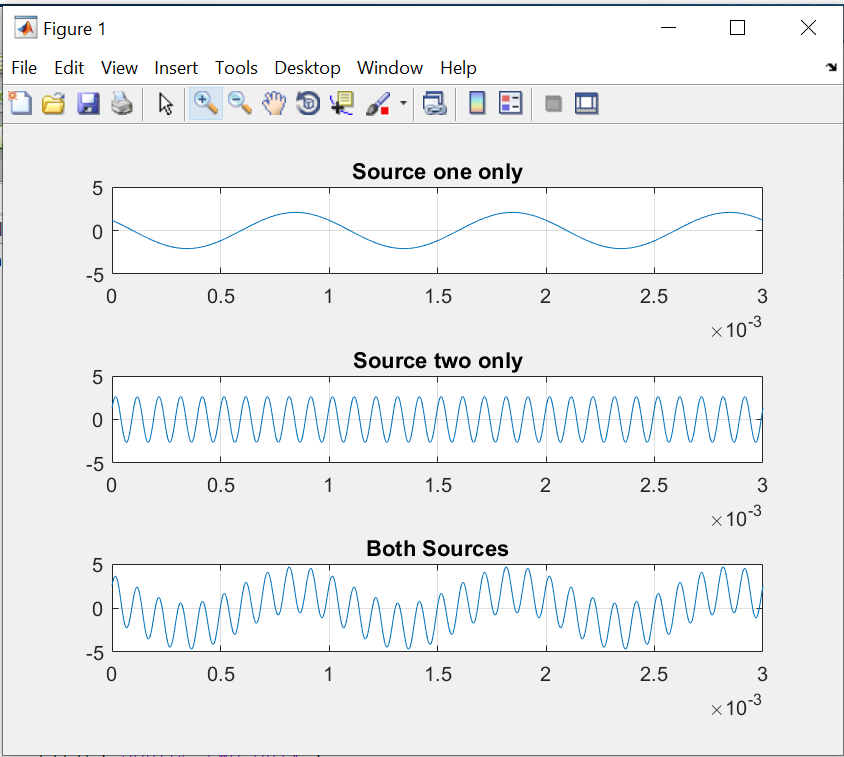 Figure 1
File Edit View Insert Tools Desktop Window Help
Source one only
5
0
-5
0 0.5 1 1.5 2 2.5 3
×10-3
Source two only
5
0
-5
0 0.5 1 1.5 2 2.5 3
×10-3
Both Sources
5
0
-5
0 0.5 1 1.5 2 2.5 3
×10-3